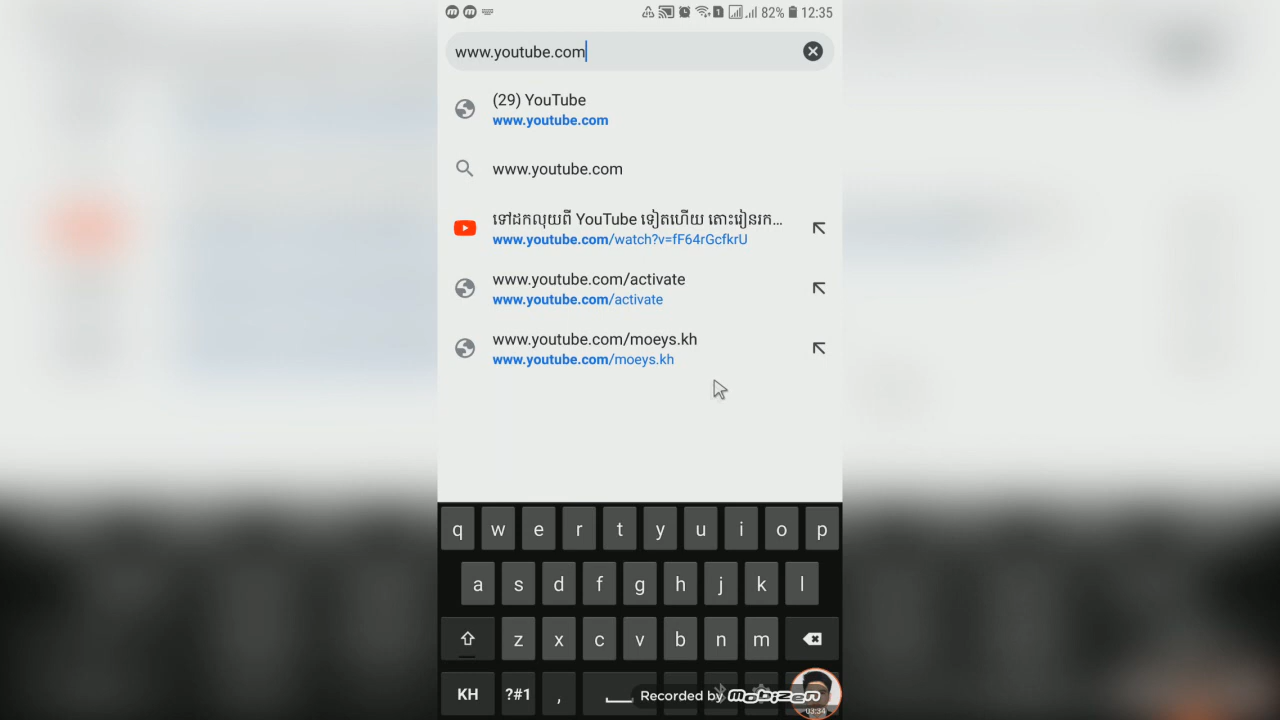 82% 12:35
www.youtube.com
(29) YouTube
www.youtube.com
www.youtube.com
ទៅដកលុយពី YouTube ទៀតហើយ តោះរៀនរក...
www.youtube.com/watch?v=fF64rGcfkrU
www.youtube.com/activate
www.youtube.com/activate
www.youtube.com/moeys.kh
www.youtube.com/moeys.kh
q w e r t y u i o p
a s d f g h j k l
z x c v b n m
KH ?#1 , Recorded by mobizen
03:34